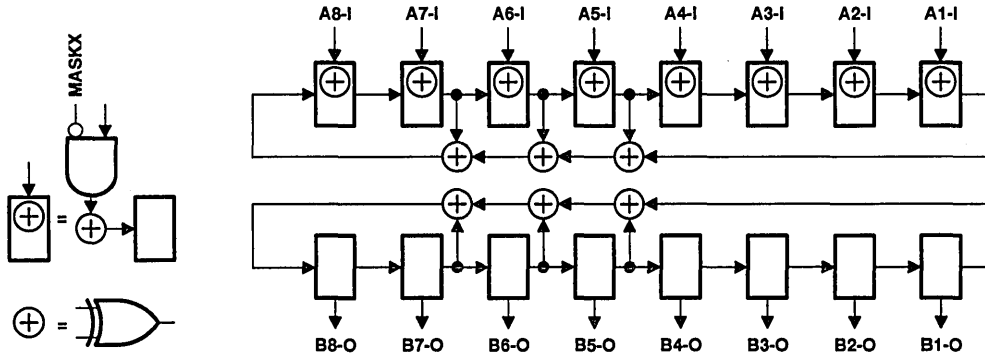 A8-I A7-I A6-I A5-I A4-I A3-I A2-I A1-I
MASKX
=
=
B8-O B7-O B6-O B5-O B4-O B3-O B2-O B1-O